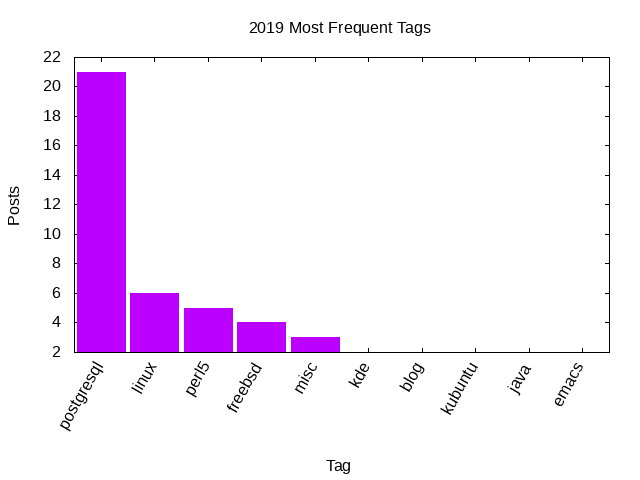 2019 Most Frequent Tags
22
20
18
16
14
12
10
8
6
4
2
Posts
postgresql
linux
perl5
freebsd
misc
kde
blog
kubuntu
java
emacs
Tag